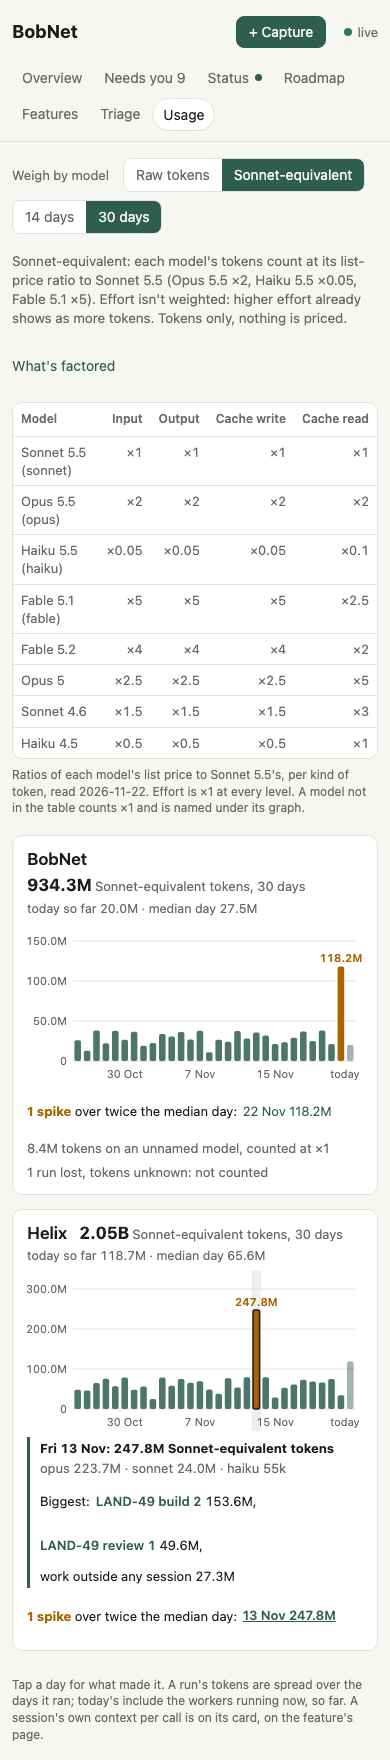 BobNet
+ Capture
live
Overview
Needs you 9
Status
Roadmap
Features
Triage
Usage
Weigh by model
Raw tokens
Sonnet-equivalent
14 days
30 days
Sonnet-equivalent: each model's tokens count at its list-
price ratio to Sonnet 5.5 (Opus 5.5 ×2, Haiku 5.5 ×0.05,
Fable 5.1 ×5). Effort isn't weighted: higher effort already
shows as more tokens. Tokens only, nothing is priced.
What's factored
Model Input Output Cache write Cache read
Sonnet 5.5 (sonnet) ×1 ×1 ×1 ×1
Opus 5.5 (opus) ×2 ×2 ×2 ×2
Haiku 5.5 (haiku) ×0.05 ×0.05 ×0.05 ×0.1
Fable 5.1 (fable) ×5 ×5 ×5 ×2.5
Fable 5.2 ×4 ×4 ×4 ×2
Opus 5 ×2.5 ×2.5 ×2.5 ×5
Sonnet 4.6 ×1.5 ×1.5 ×1.5 ×3
Haiku 4.5 ×0.5 ×0.5 ×0.5 ×1
Ratios of each model's list price to Sonnet 5.5's, per kind of
token, read 2026-11-22. Effort is ×1 at every level. A model not
in the table counts ×1 and is named under its graph.
BobNet
934.3M Sonnet-equivalent tokens, 30 days
today so far 20.0M · median day 27.5M
150.0M
118.2M
100.0M
50.0M
0
30 Oct 7 Nov 15 Nov today
1 spike over twice the median day: 22 Nov 118.2M
8.4M tokens on an unnamed model, counted at ×1
1 run lost, tokens unknown: not counted
Helix 2.05B Sonnet-equivalent tokens, 30 days
today so far 118.7M · median day 65.6M
300.0M
247.8M
200.0M
100.0M
0
30 Oct 7 Nov 15 Nov today
Fri 13 Nov: 247.8M Sonnet-equivalent tokens
opus 223.7M · sonnet 24.0M · haiku 55k
Biggest: LAND-49 build 2 153.6M,
LAND-49 review 1 49.6M,
work outside any session 27.3M
1 spike over twice the median day: 13 Nov 247.8M
Tap a day for what made it. A run's tokens are spread over the
days it ran; today's include the workers running now, so far. A
session's own context per call is on its card, on the feature's
page.